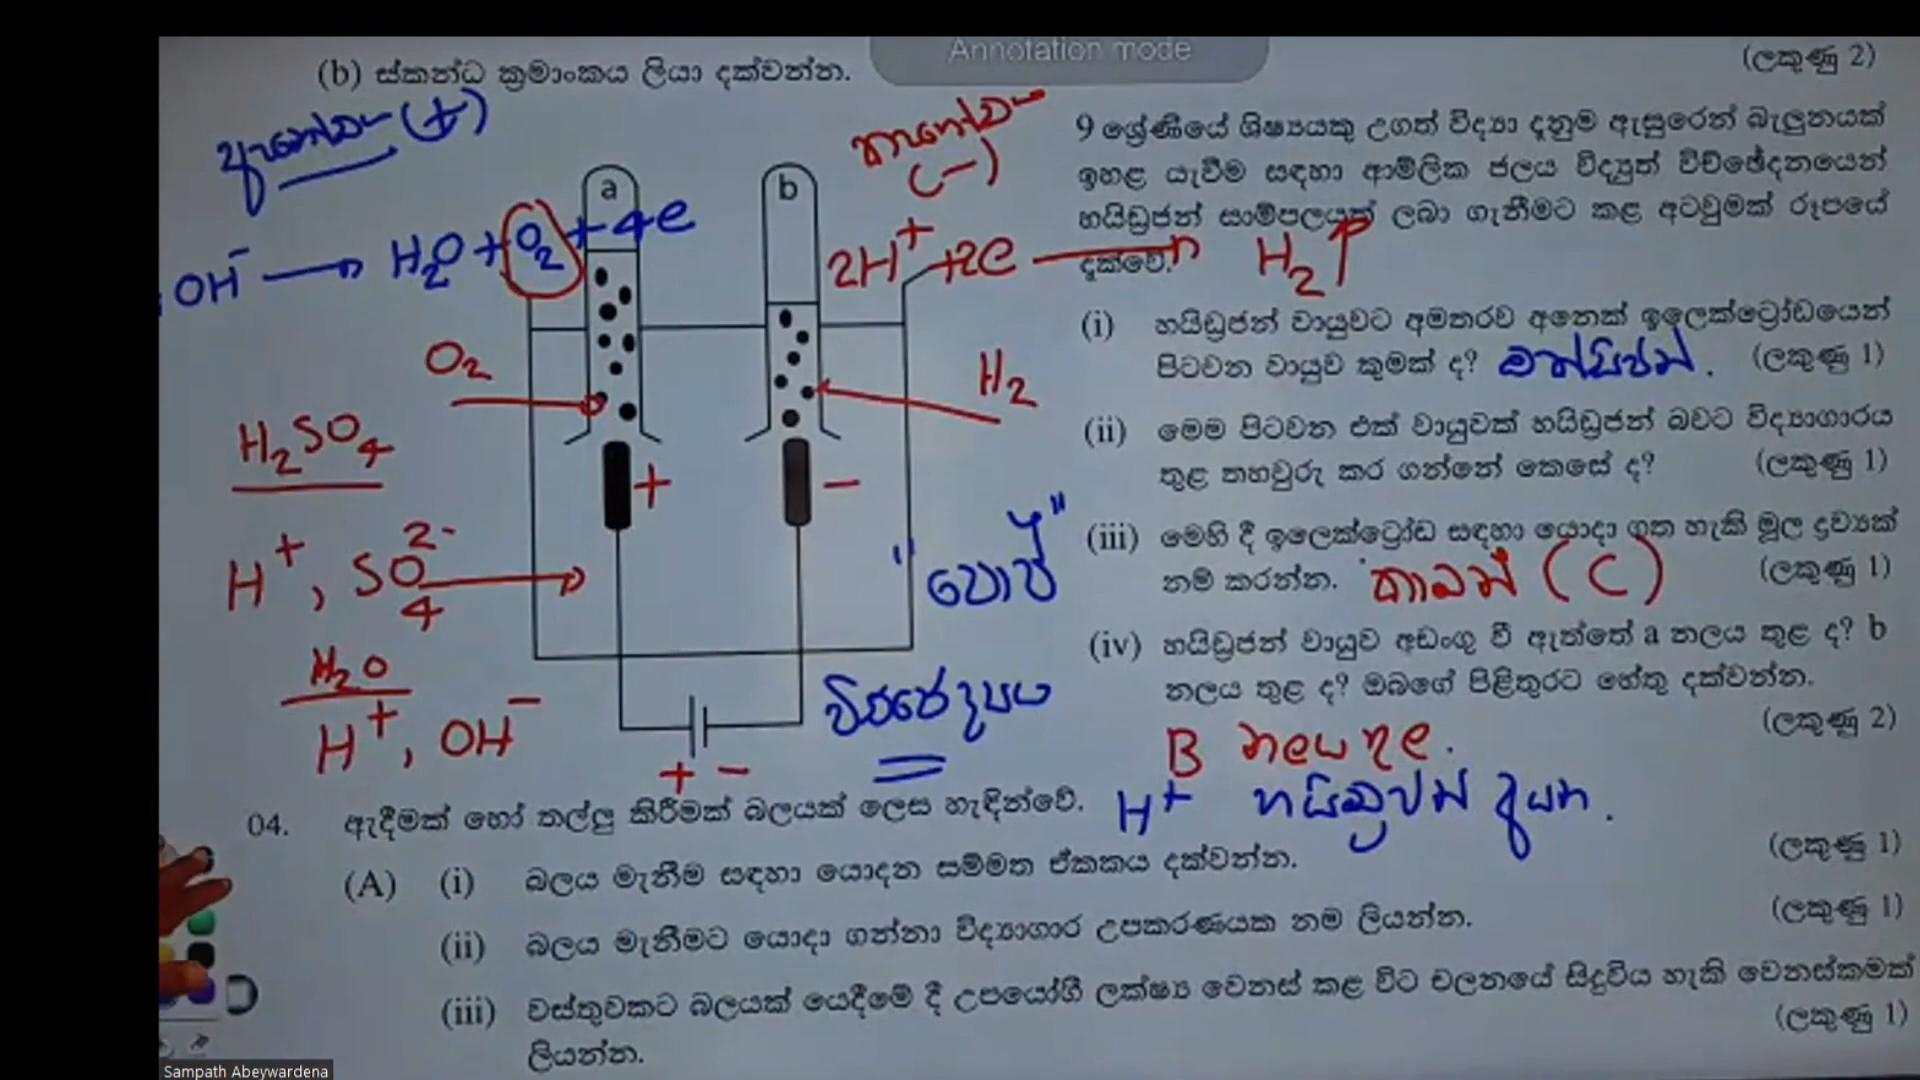 Annotation mode
(b) ස්කන්ධ ක්‍රමාංකය ලියා දක්වන්න.
(ලකුණු 2)
ඇනෝඩය (+)
කැතෝඩය
(-)
9 ශ්‍රේණියේ ශිෂ්‍යයකු උගත් විද්‍යා දැනුම ඇසුරෙන් බැලුනයක්
ඉහළ යැවීම සඳහා ආම්ලික ජලය විද්‍යුත් විච්ඡේදනයෙන්
හයිඩ්‍රජන් සාම්පලයක් ලබා ගැනීමට කළ අටවුමක් රූපයේ
දැක්වේ.
a
b
OH⁻ → H₂O + O₂ + 4e
2H⁺ + 2e → H₂↑
(i) හයිඩ්‍රජන් වායුවට අමතරව අනෙක් ඉලෙක්ට්‍රෝඩයෙන්
පිටවන වායුව කුමක් ද? ඔක්සිජන්. (ලකුණු 1)
O₂
H₂
H₂SO₄
(ii) මෙම පිටවන එක් වායුවක් හයිඩ්‍රජන් බවට විද්‍යාගාරය
තුළ තහවුරු කර ගන්නේ කෙසේ ද? (ලකුණු 1)
+
-
H⁺, SO₄²⁻
"පොප්"
(iii) මෙහි දී ඉලෙක්ට්‍රෝඩ සඳහා යොදා ගත හැකි මූල ද්‍රව්‍යක්
නම් කරන්න. කාබන් (C) (ලකුණු 1)
H₂O
H⁺, OH⁻
(iv) හයිඩ්‍රජන් වායුව අඩංගු වී ඇත්තේ a නලය තුළ ද? b
නලය තුළ ද? ඔබගේ පිළිතුරට හේතු දක්වන්න.
(ලකුණු 2)
B නලය තුල.
+ -
H⁺ හයිඩ්‍රජන් අයන.
04. ඇදීමක් හෝ තල්ලු කිරීමක් බලයක් ලෙස හැඳින්වේ.
(A) (i) බලය මැනීම සඳහා යොදන සම්මත ඒකකය දක්වන්න. (ලකුණු 1)
(ii) බලය මැනීමට යොදා ගන්නා විද්‍යාගාර උපකරණයක නම ලියන්න. (ලකුණු 1)
(iii) වස්තුවකට බලයක් යෙදීමේ දී උපයෝගී ලක්ෂ්‍ය වෙනස් කළ විට චලනයේ සිදුවිය හැකි වෙනස්කමක්
ලියන්න. (ලකුණු 1)
Sampath Abeywardena